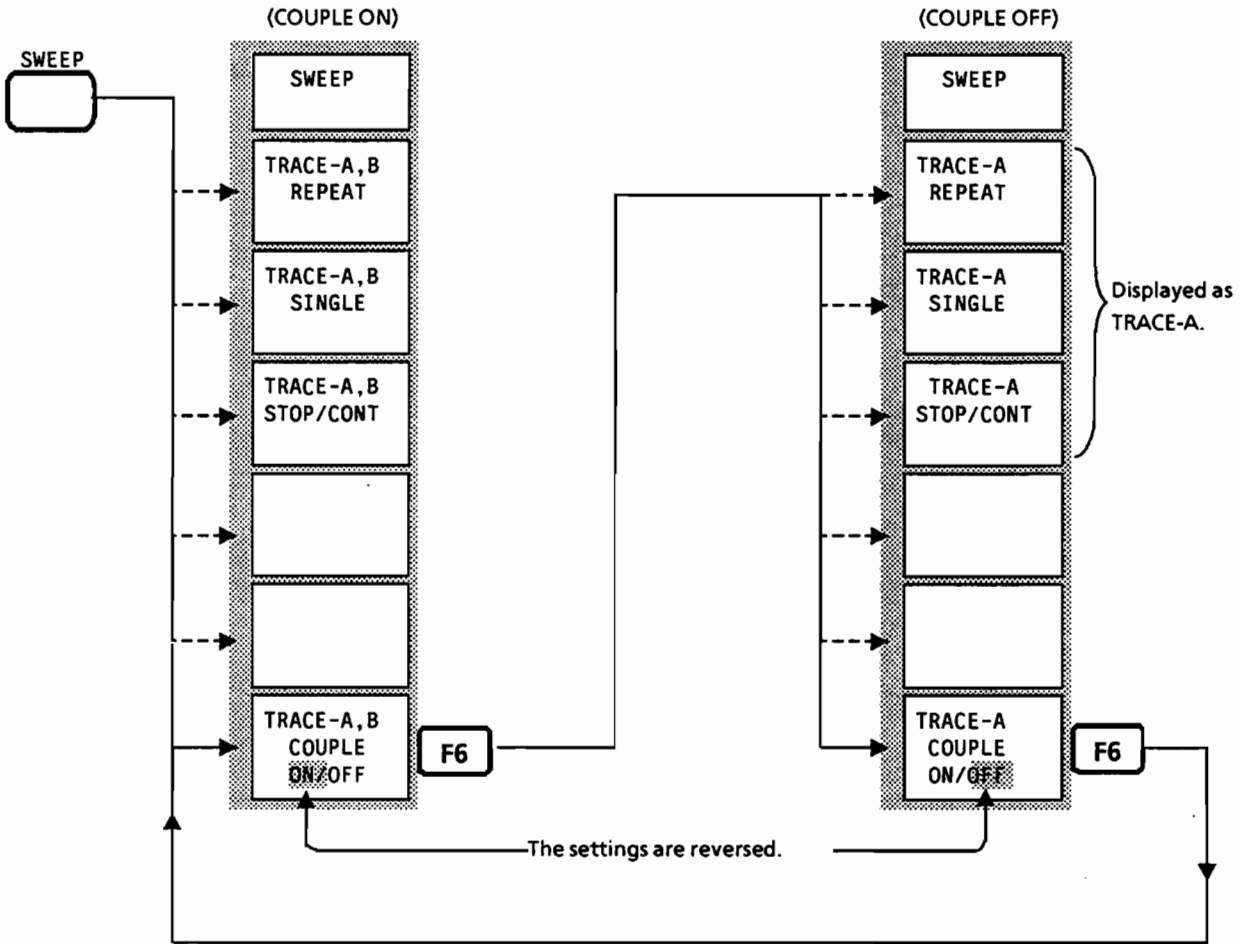 (COUPLE ON)
SWEEP
SWEEP
TRACE-A,B
REPEAT
TRACE-A,B
SINGLE
TRACE-A,B
STOP/CONT
TRACE-A,B
COUPLE
ON/OFF
F6
(COUPLE OFF)
SWEEP
TRACE-A
REPEAT
TRACE-A
SINGLE
TRACE-A
STOP/CONT
Displayed as
TRACE-A.
TRACE-A
COUPLE
ON/OFF
F6
The settings are reversed.